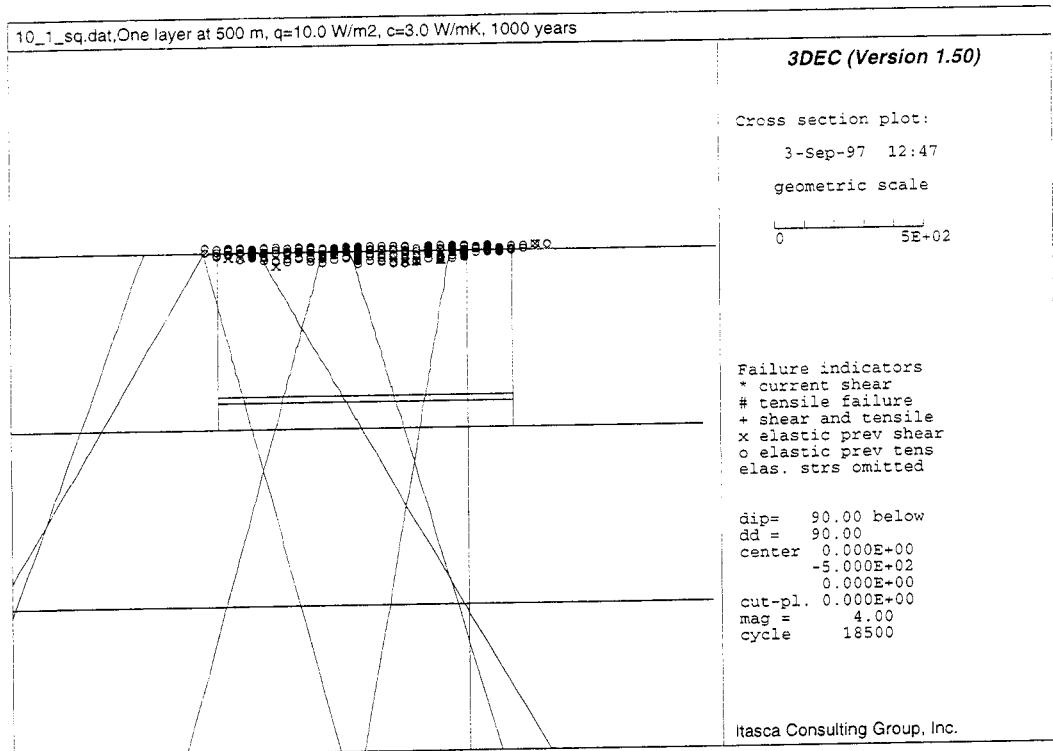 10_1_sq.dat,One layer at 500 m, q=10.0 W/m2, c=3.0 W/mK, 1000 years
3DEC (Version 1.50)
Cross section plot:
3-Sep-97 12:47
geometric scale
0 5E+02
Failure indicators
* current shear
# tensile failure
+ shear and tensile
x elastic prev shear
o elastic prev tens
elas. strs omitted
dip= 90.00 below
dd = 90.00
center 0.000E+00
-5.000E+02
0.000E+00
cut-pl. 0.000E+00
mag = 4.00
cycle 18500
Itasca Consulting Group, Inc.